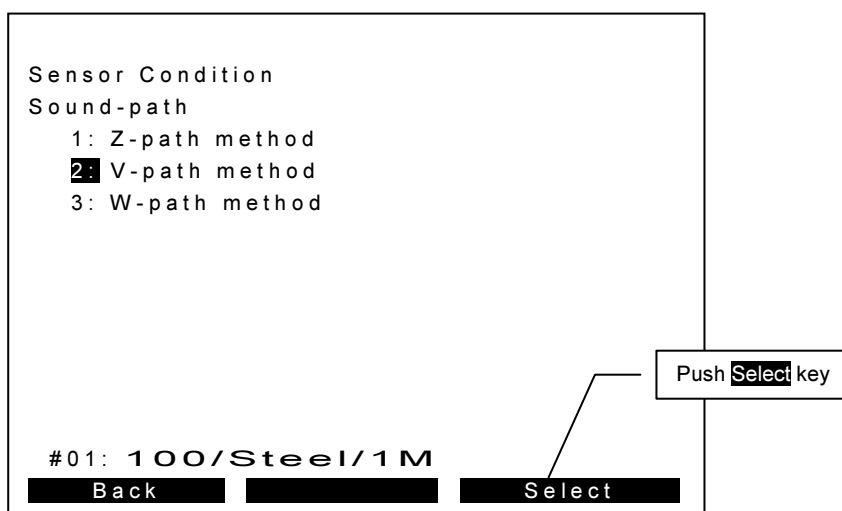 Sensor Condition
Sound-path
1: Z-path method
2: V-path method
3: W-path method
Push Select key
#01: 100/Steel/1M
Back Select